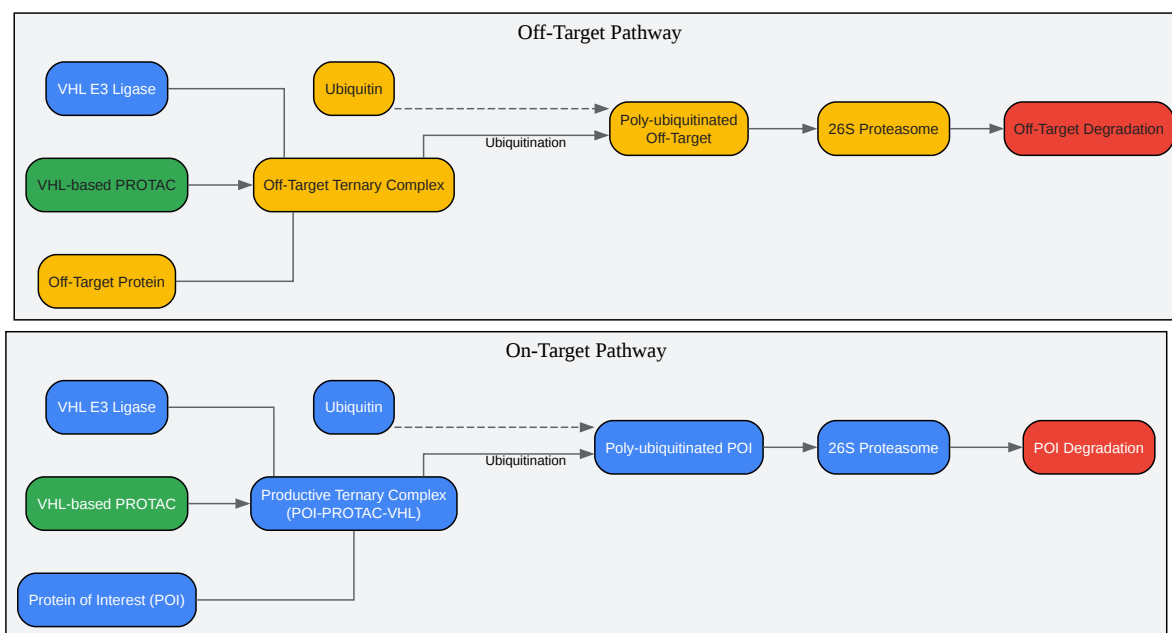 Off-Target Pathway
VHL E3 Ligase
Ubiquitin
Poly-ubiquitinated
Off-Target
26S Proteasome
Off-Target Degradation
Ubiquitination
VHL-based PROTAC
Off-Target Ternary Complex
Off-Target Protein
On-Target Pathway
VHL E3 Ligase
Ubiquitin
Poly-ubiquitinated POI
26S Proteasome
POI Degradation
Ubiquitination
VHL-based PROTAC
Productive Ternary Complex
(POI-PROTAC-VHL)
Protein of Interest (POI)